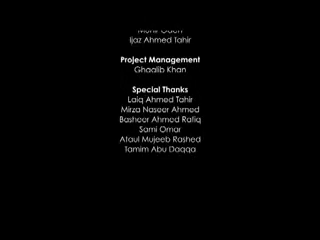 Ijaz Ahmed Tahir
Project Management
Ghaalib Khan
Special Thanks
Laiq Ahmed Tahir
Mirza Naseer Ahmed
Basheer Ahmed Rafiq
Sami Omar
Ataul Mujeeb Rashed
Tamim Abu Daqqa